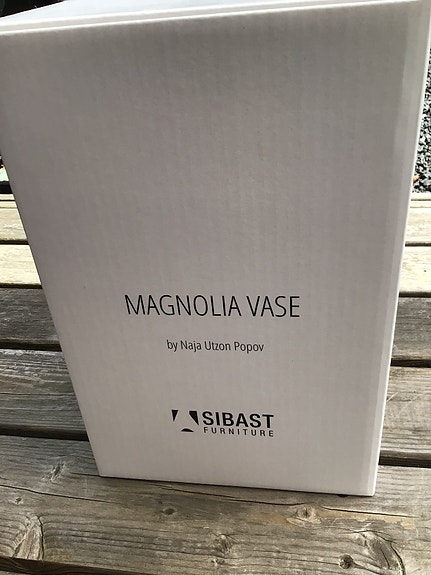 MAGNOLIA VASE
by Naja Utzon Popov
SIBAST
FURNITURE